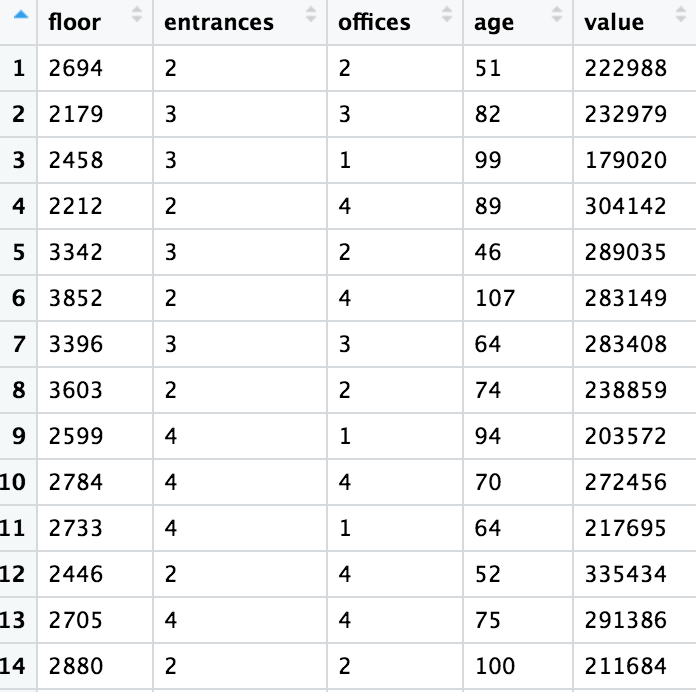 floor entrances offices age value
1 2694 2 2 51 222988
2 2179 3 3 82 232979
3 2458 3 1 99 179020
4 2212 2 4 89 304142
5 3342 3 2 46 289035
6 3852 2 4 107 283149
7 3396 3 3 64 283408
8 3603 2 2 74 238859
9 2599 4 1 94 203572
10 2784 4 4 70 272456
11 2733 4 1 64 217695
12 2446 2 4 52 335434
13 2705 4 4 75 291386
14 2880 2 2 100 211684